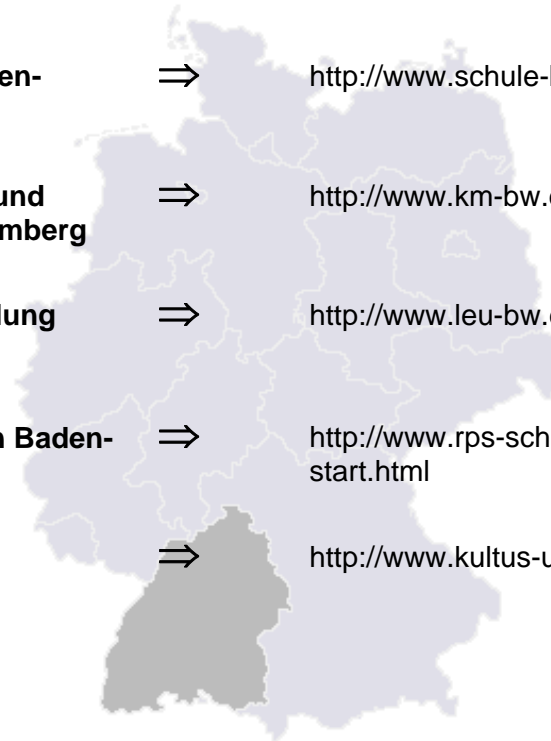 en- ⇒ http://www.schule-
und ⇒ http://www.km-bw.
mberg
lung ⇒ http://www.leu-bw.
n Baden- ⇒ http://www.rps-sch
start.html
⇒ http://www.kultus-u